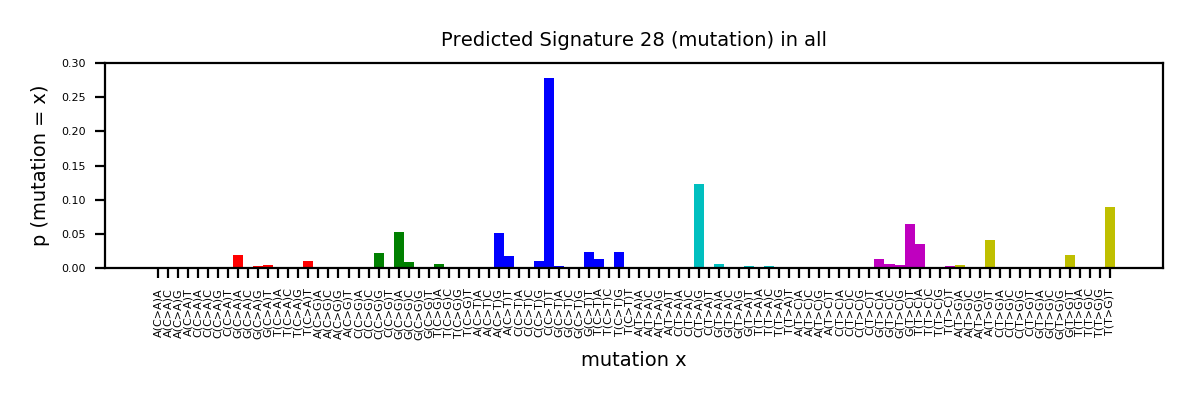 Predicted Signature 28 (mutation) in all
p (mutation = x)
0.30
0.25
0.20
0.15
0.10
0.05
0.00
A(C>A)A
A(C>A)C
A(C>A)G
A(C>A)T
C(C>A)A
C(C>A)C
C(C>A)G
C(C>A)T
G(C>A)A
G(C>A)C
G(C>A)G
G(C>A)T
T(C>A)A
T(C>A)C
T(C>A)G
T(C>A)T
A(C>G)A
A(C>G)C
A(C>G)G
A(C>G)T
C(C>G)A
C(C>G)C
C(C>G)G
C(C>G)T
G(C>G)A
G(C>G)C
G(C>G)G
G(C>G)T
T(C>G)A
T(C>G)C
T(C>G)G
T(C>G)T
A(C>T)A
A(C>T)C
A(C>T)G
A(C>T)T
C(C>T)A
C(C>T)C
C(C>T)G
C(C>T)T
G(C>T)A
G(C>T)C
G(C>T)G
G(C>T)T
T(C>T)A
T(C>T)C
T(C>T)G
T(C>T)T
A(T>A)A
A(T>A)C
A(T>A)G
A(T>A)T
C(T>A)A
C(T>A)C
C(T>A)G
C(T>A)T
G(T>A)A
G(T>A)C
G(T>A)G
G(T>A)T
T(T>A)A
T(T>A)C
T(T>A)G
T(T>A)T
A(T>C)A
A(T>C)C
A(T>C)G
A(T>C)T
C(T>C)A
C(T>C)C
C(T>C)G
C(T>C)T
G(T>C)A
G(T>C)C
G(T>C)G
G(T>C)T
T(T>C)A
T(T>C)C
T(T>C)G
T(T>C)T
A(T>G)A
A(T>G)C
A(T>G)G
A(T>G)T
C(T>G)A
C(T>G)C
C(T>G)G
C(T>G)T
G(T>G)A
G(T>G)C
G(T>G)G
G(T>G)T
T(T>G)A
T(T>G)C
T(T>G)G
T(T>G)T
mutation x